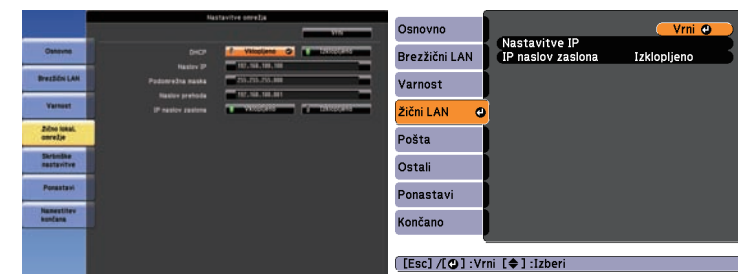 Nastavitve omrežja
Vrni
Osnovno
Brezžični LAN
Varnost
Žično lokal.
omrežje
Skrbniške
nastavitve
Ponastavi
Namestitev
končana
DHCP Vklopljeno Izklopljeno
Naslov IP
Podomrežna maska
Naslov prehoda
IP naslov zaslona Vklopljeno Izklopljeno
Osnovno
Brezžični LAN
Varnost
Žični LAN
Pošta
Ostali
Ponastavi
Končano
Vrni
Nastavitve IP
IP naslov zaslona Izklopljeno
[Esc] /[ ] :Vrni [ ] :Izberi